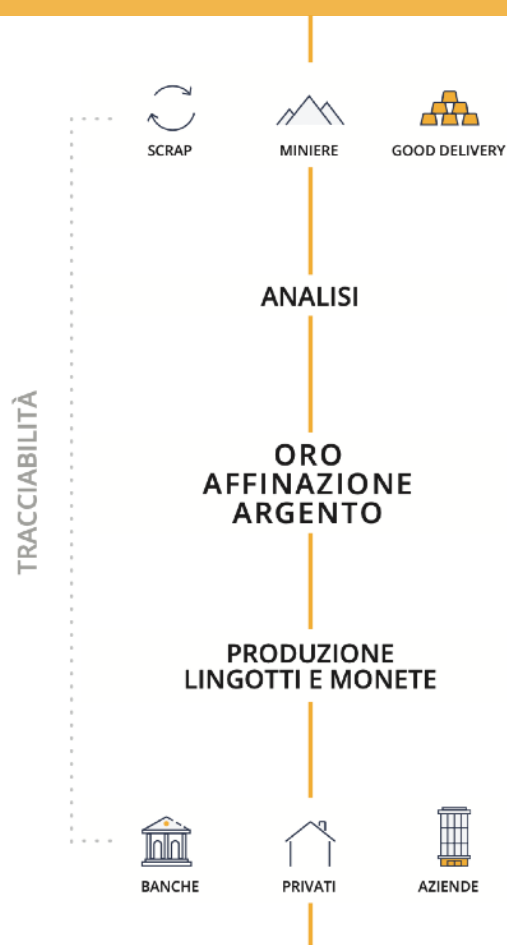 SCRAP
MINIERE
GOOD DELIVERY
ANALISI
TRACCIABILITÀ
ORO
AFFINAZIONE
ARGENTO
PRODUZIONE
LINGOTTI E MONETE
BANCHE
PRIVATI
AZIENDE